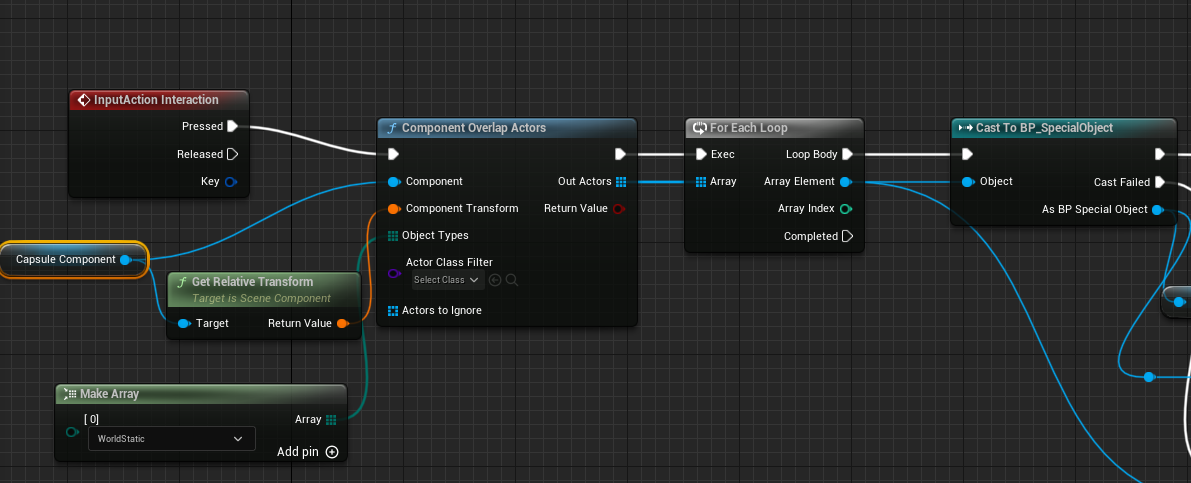 InputAction Interaction
Pressed
Released
Key
Capsule Component
Get Relative Transform
Target is Scene Component
Target
Return Value
Make Array
[ 0]
WorldStatic
Array
Add pin
Component Overlap Actors
Component
Out Actors
Component Transform
Return Value
Object Types
Actor Class Filter
Select Class
Actors to Ignore
For Each Loop
Exec
Loop Body
Array
Array Element
Array Index
Completed
Cast To BP_SpecialObject
Object
Cast Failed
As BP Special Object